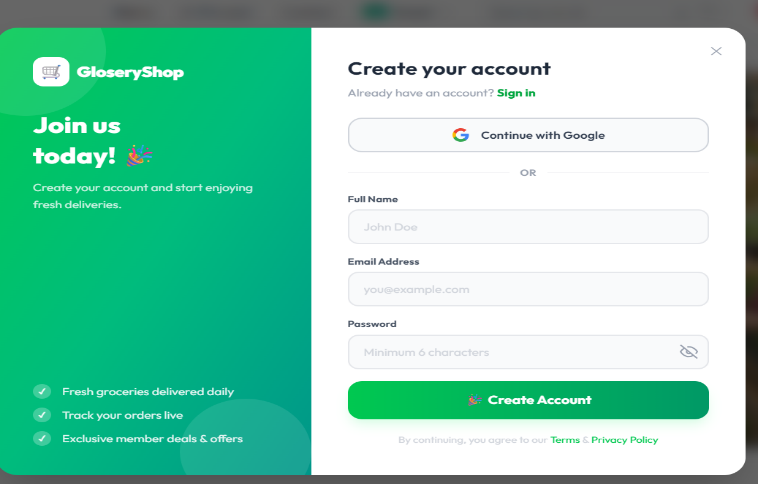 GloseryShop
Join us
today! 🎉
Create your account and start enjoying
fresh deliveries.
✓ Fresh groceries delivered daily
✓ Track your orders live
✓ Exclusive member deals & offers
Create your account
Already have an account? Sign in
Continue with Google
OR
Full Name
John Doe
Email Address
you@example.com
Password
Minimum 6 characters
🎉 Create Account
By continuing, you agree to our Terms & Privacy Policy